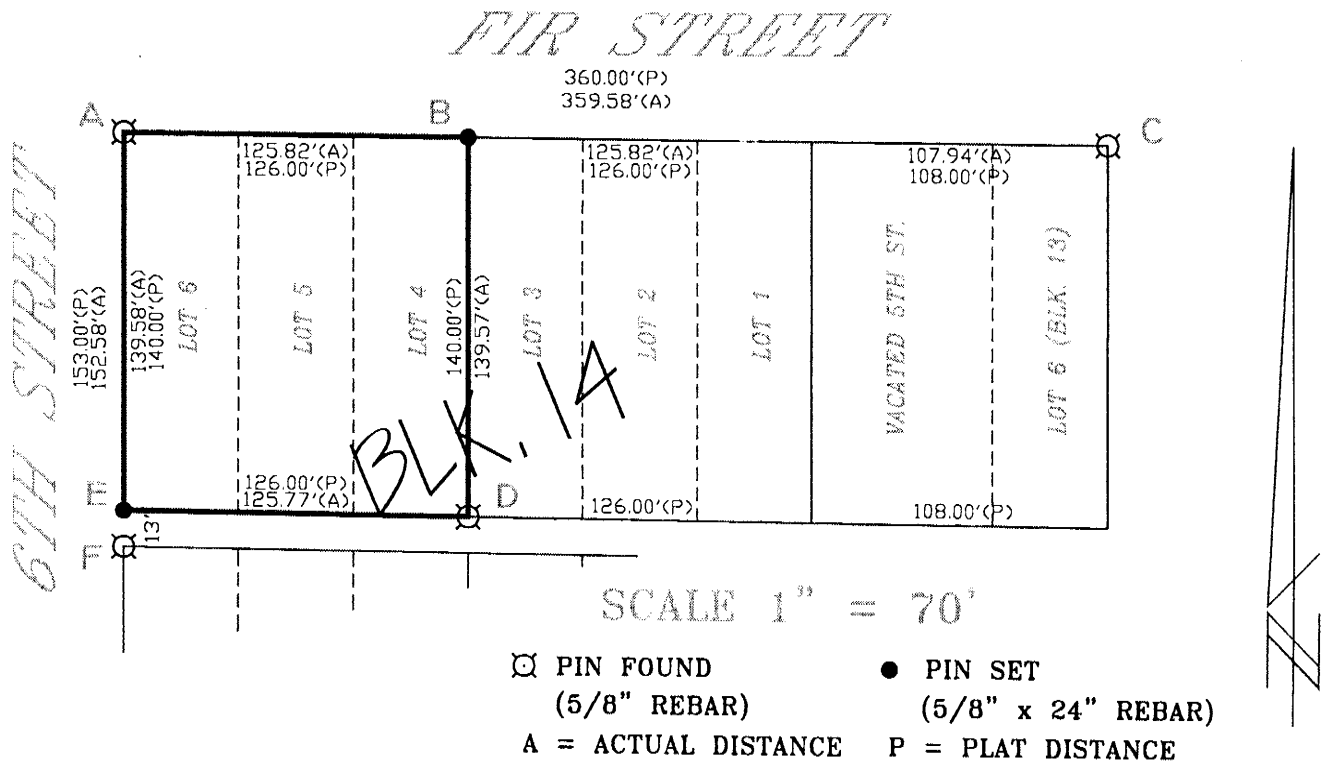 FIR STREET
360.00'(P)
359.58'(A)
A
B
C
125.82'(A)
126.00'(P)
125.82'(A)
126.00'(P)
107.94'(A)
108.00'(P)
6TH STREET
153.00'(P)
152.58'(A)
139.58'(A)
140.00'(P)
LOT 6
LOT 5
LOT 4
140.00'(P)
139.57'(A)
LOT 3
LOT 2
LOT 1
VACATED 5TH ST.
LOT 6 (BLK. 13)
BLK. 14
126.00'(P)
125.77'(A)
126.00'(P)
108.00'(P)
E
D
13'
F
SCALE 1" = 70'
PIN FOUND
(5/8" REBAR)
PIN SET
(5/8" x 24" REBAR)
A = ACTUAL DISTANCE
P = PLAT DISTANCE
N